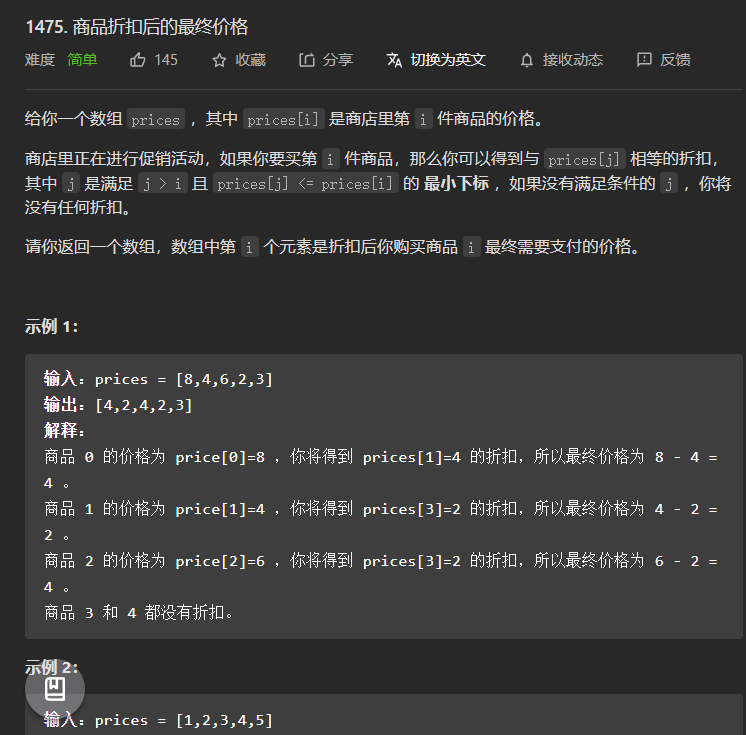 1475. 商品折扣后的最终价格
难度 简单 145 收藏 分享 切换为英文 接收动态 反馈
给你一个数组 prices ，其中 prices[i] 是商店里第 i 件商品的价格。
商店里正在进行促销活动，如果你要买第 i 件商品，那么你可以得到与 prices[j] 相等的折扣，
其中 j 是满足 j > i 且 prices[j] <= prices[i] 的 最小下标 ，如果没有满足条件的 j ，你将
没有任何折扣。
请你返回一个数组，数组中第 i 个元素是折扣后你购买商品 i 最终需要支付的价格。
示例 1：
输入：prices = [8,4,6,2,3]
输出：[4,2,4,2,3]
解释：
商品 0 的价格为 price[0]=8 ，你将得到 prices[1]=4 的折扣，所以最终价格为 8 - 4 =
4 。
商品 1 的价格为 price[1]=4 ，你将得到 prices[3]=2 的折扣，所以最终价格为 4 - 2 =
2 。
商品 2 的价格为 price[2]=6 ，你将得到 prices[3]=2 的折扣，所以最终价格为 6 - 2 =
4 。
商品 3 和 4 都没有折扣。
示例 2：
输入：prices = [1,2,3,4,5]